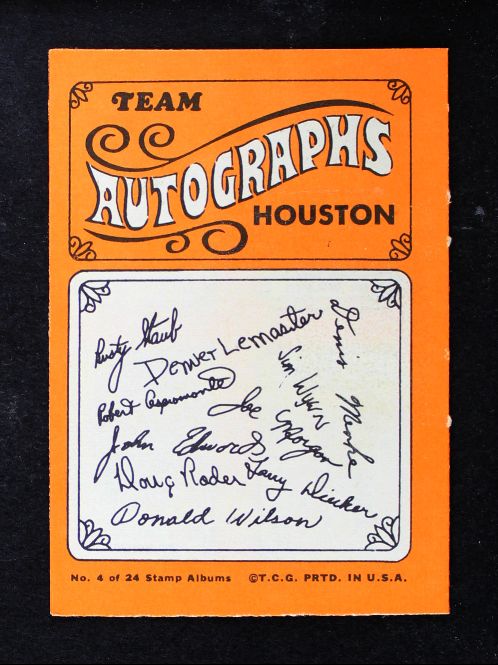 TEAM
AUTOGRAPHS
HOUSTON
Rusty Staub
Denver Lemaster
Denis Menke
Jim Wynn
Robert Aspromonte
Joe Morgan
John Edwards
Doug Rader
Larry Dierker
Donald Wilson
No. 4 of 24 Stamp Albums ©T.C.G. PRTD. IN U.S.A.